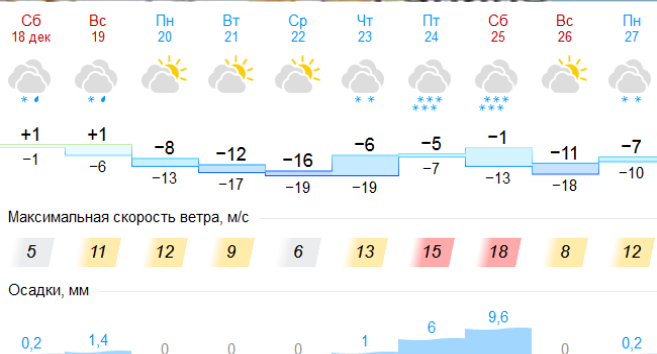 Сб Вс Пн Вт Ср Чт Пт Сб Вс Пн
18 дек 19 20 21 22 23 24 25 26 27
+1 +1 −8 −12 −16 −6 −5 −1 −11 −7
−1 −6 −13 −17 −19 −19 −7 −13 −18 −10
Максимальная скорость ветра, м/с
5 11 12 9 6 13 15 18 8 12
Осадки, мм
0,2 1,4 0 0 0 1 6 9,6 0 0,2